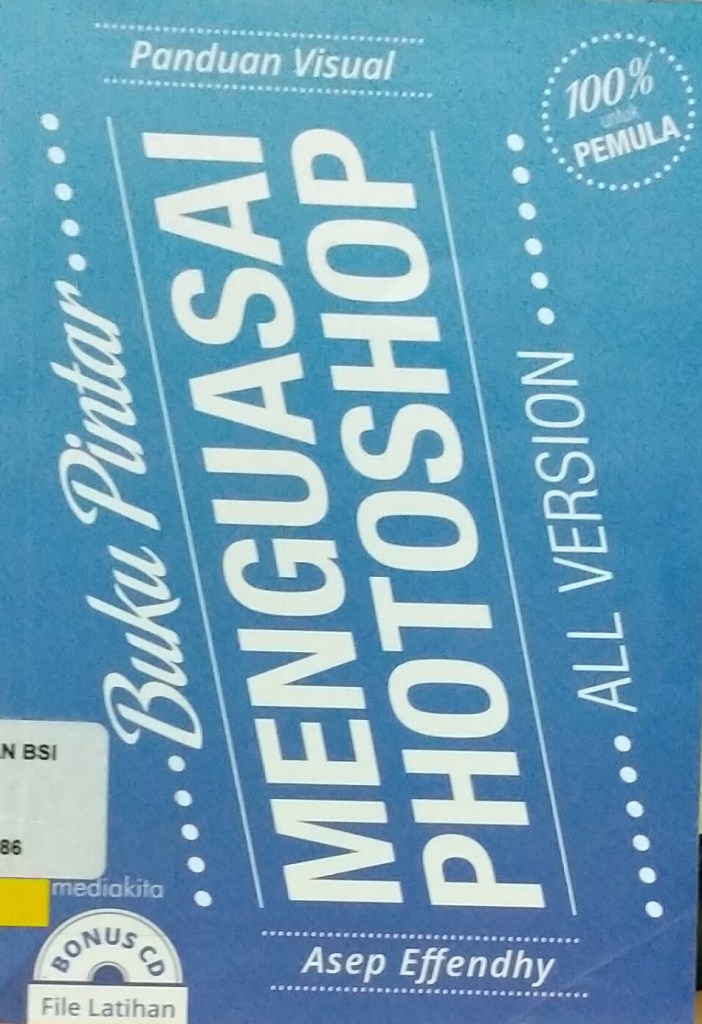 Panduan Visual
100%
untuk
PEMULA
Buku Pintar
MENGUASAI
PHOTOSHOP
ALL VERSION
AN BSI
86
mediakita
BONUS CD
File Latihan
Asep Effendhy